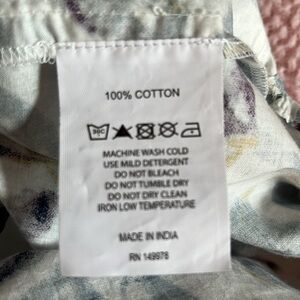 100% COTTON
30C
MACHINE WASH COLD
USE MILD DETERGENT
DO NOT BLEACH
DO NOT TUMBLE DRY
DO NOT DRY CLEAN
IRON LOW TEMPERATURE
MADE IN INDIA
RN 149978